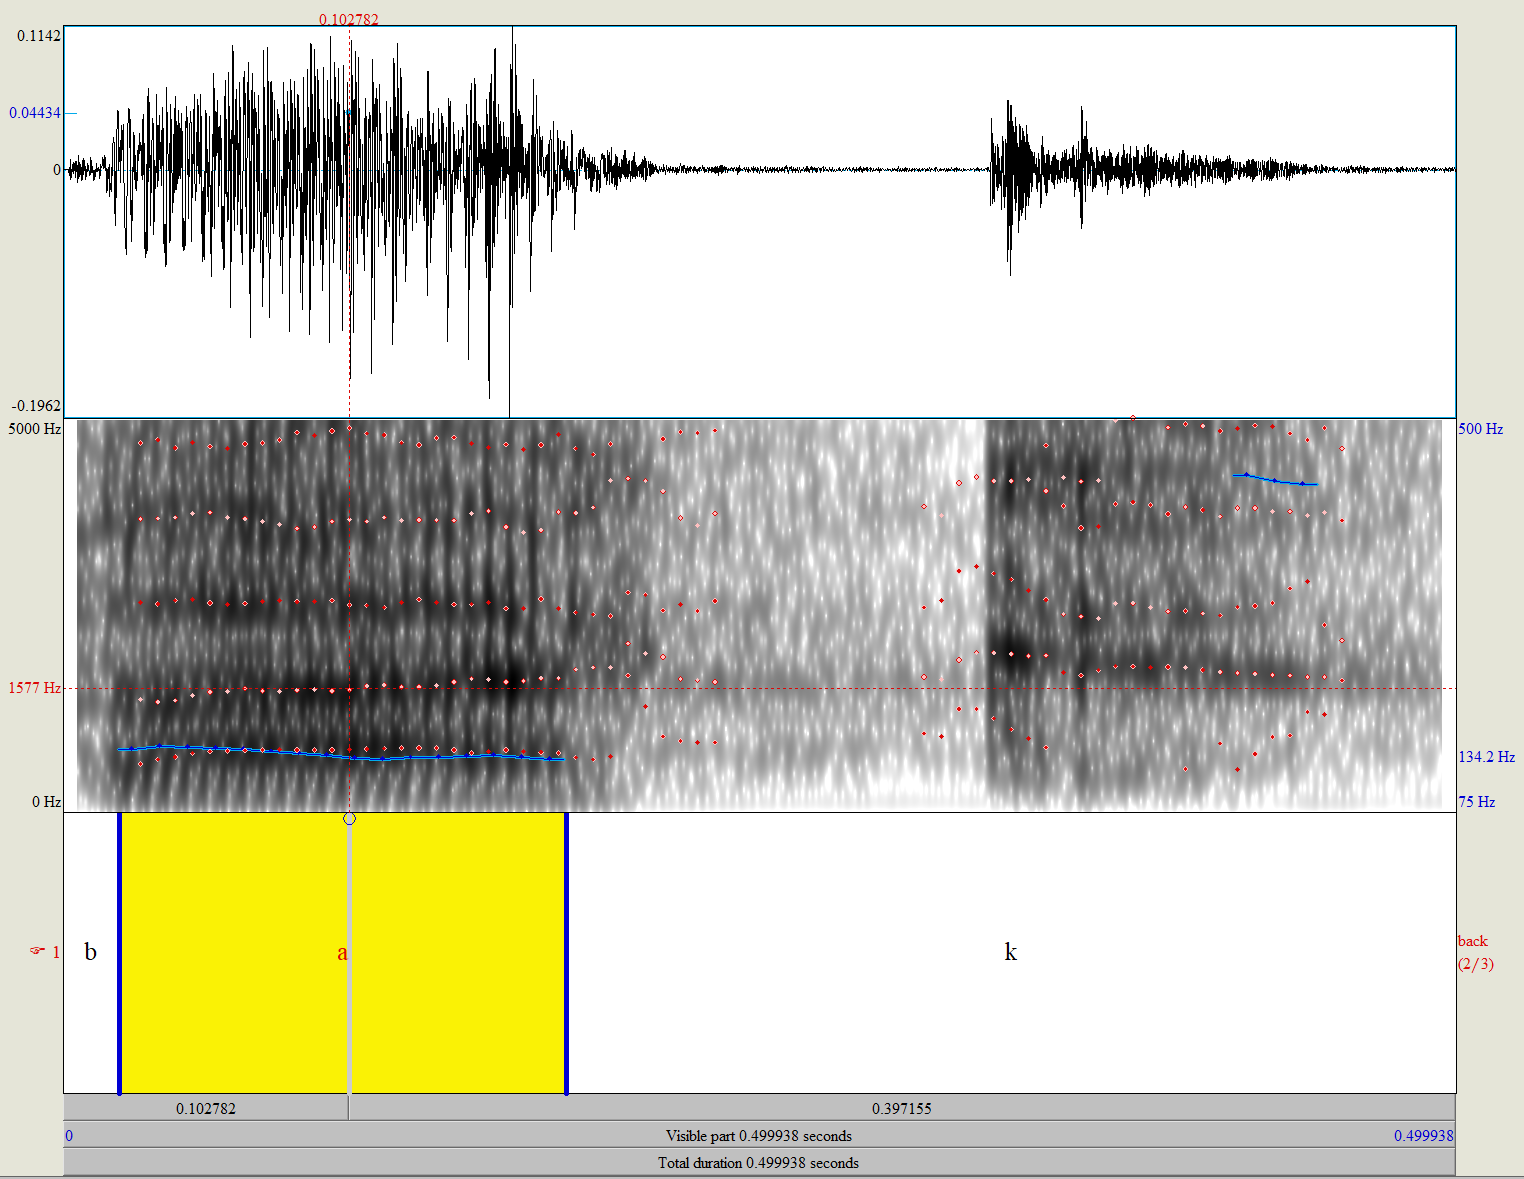 0.102782
0.1142
0.04434
0
-0.1962
5000 Hz
500 Hz
1577 Hz
134.2 Hz
0 Hz
75 Hz
☞ 1
b
a
k
back
(2/3)
0.102782
0.397155
0
Visible part 0.499938 seconds
0.499938
Total duration 0.499938 seconds